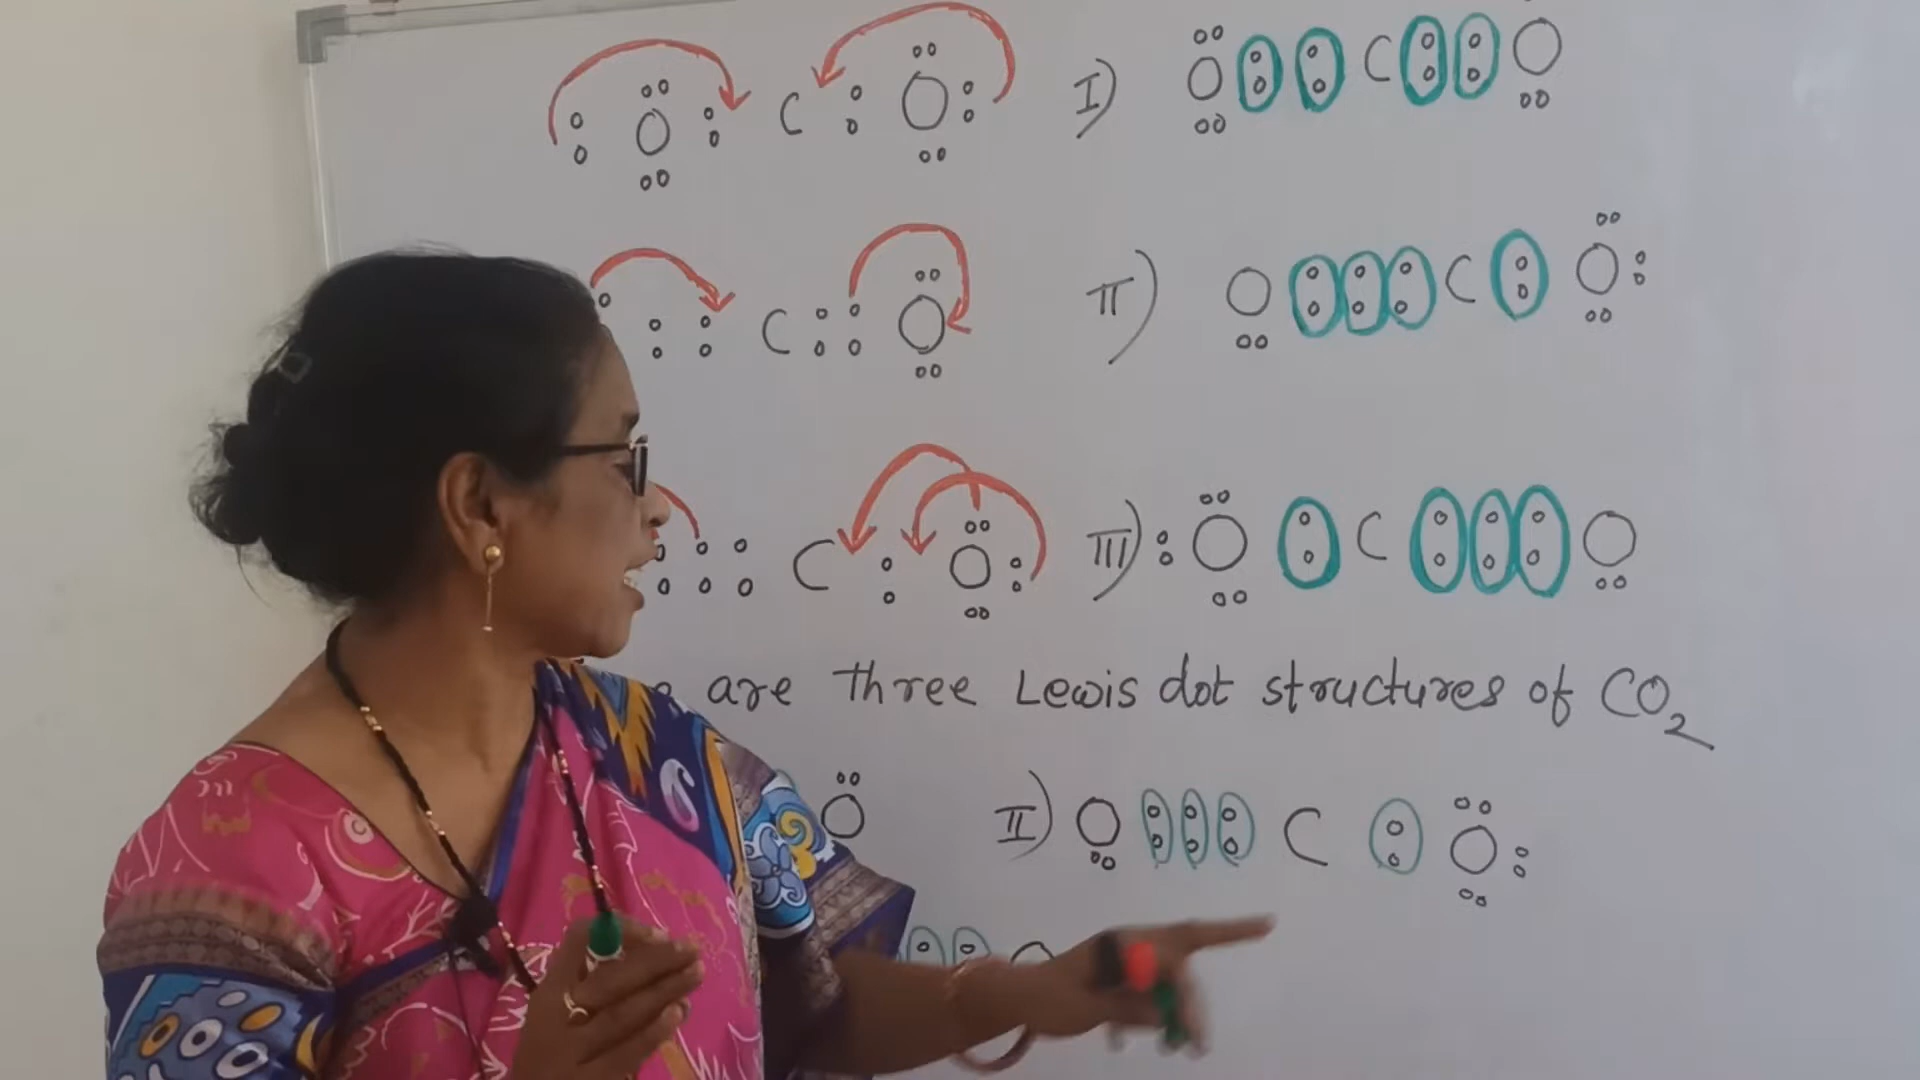 O C O I) O C O
C O II) O C O
C O III) O C O
are three Lewis dot structures of CO2
O II) O C O